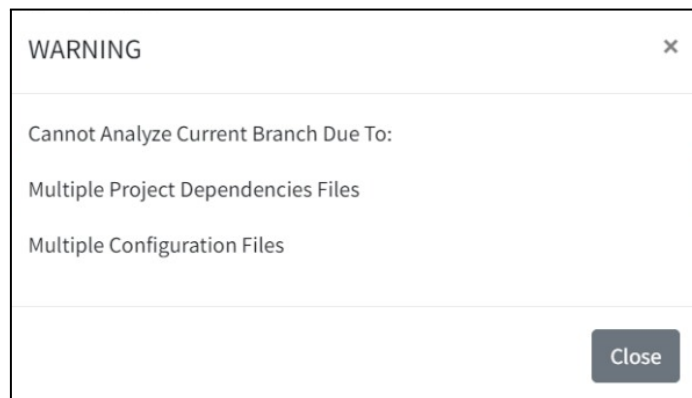 WARNING ×
Cannot Analyze Current Branch Due To:
Multiple Project Dependencies Files
Multiple Configuration Files
Close